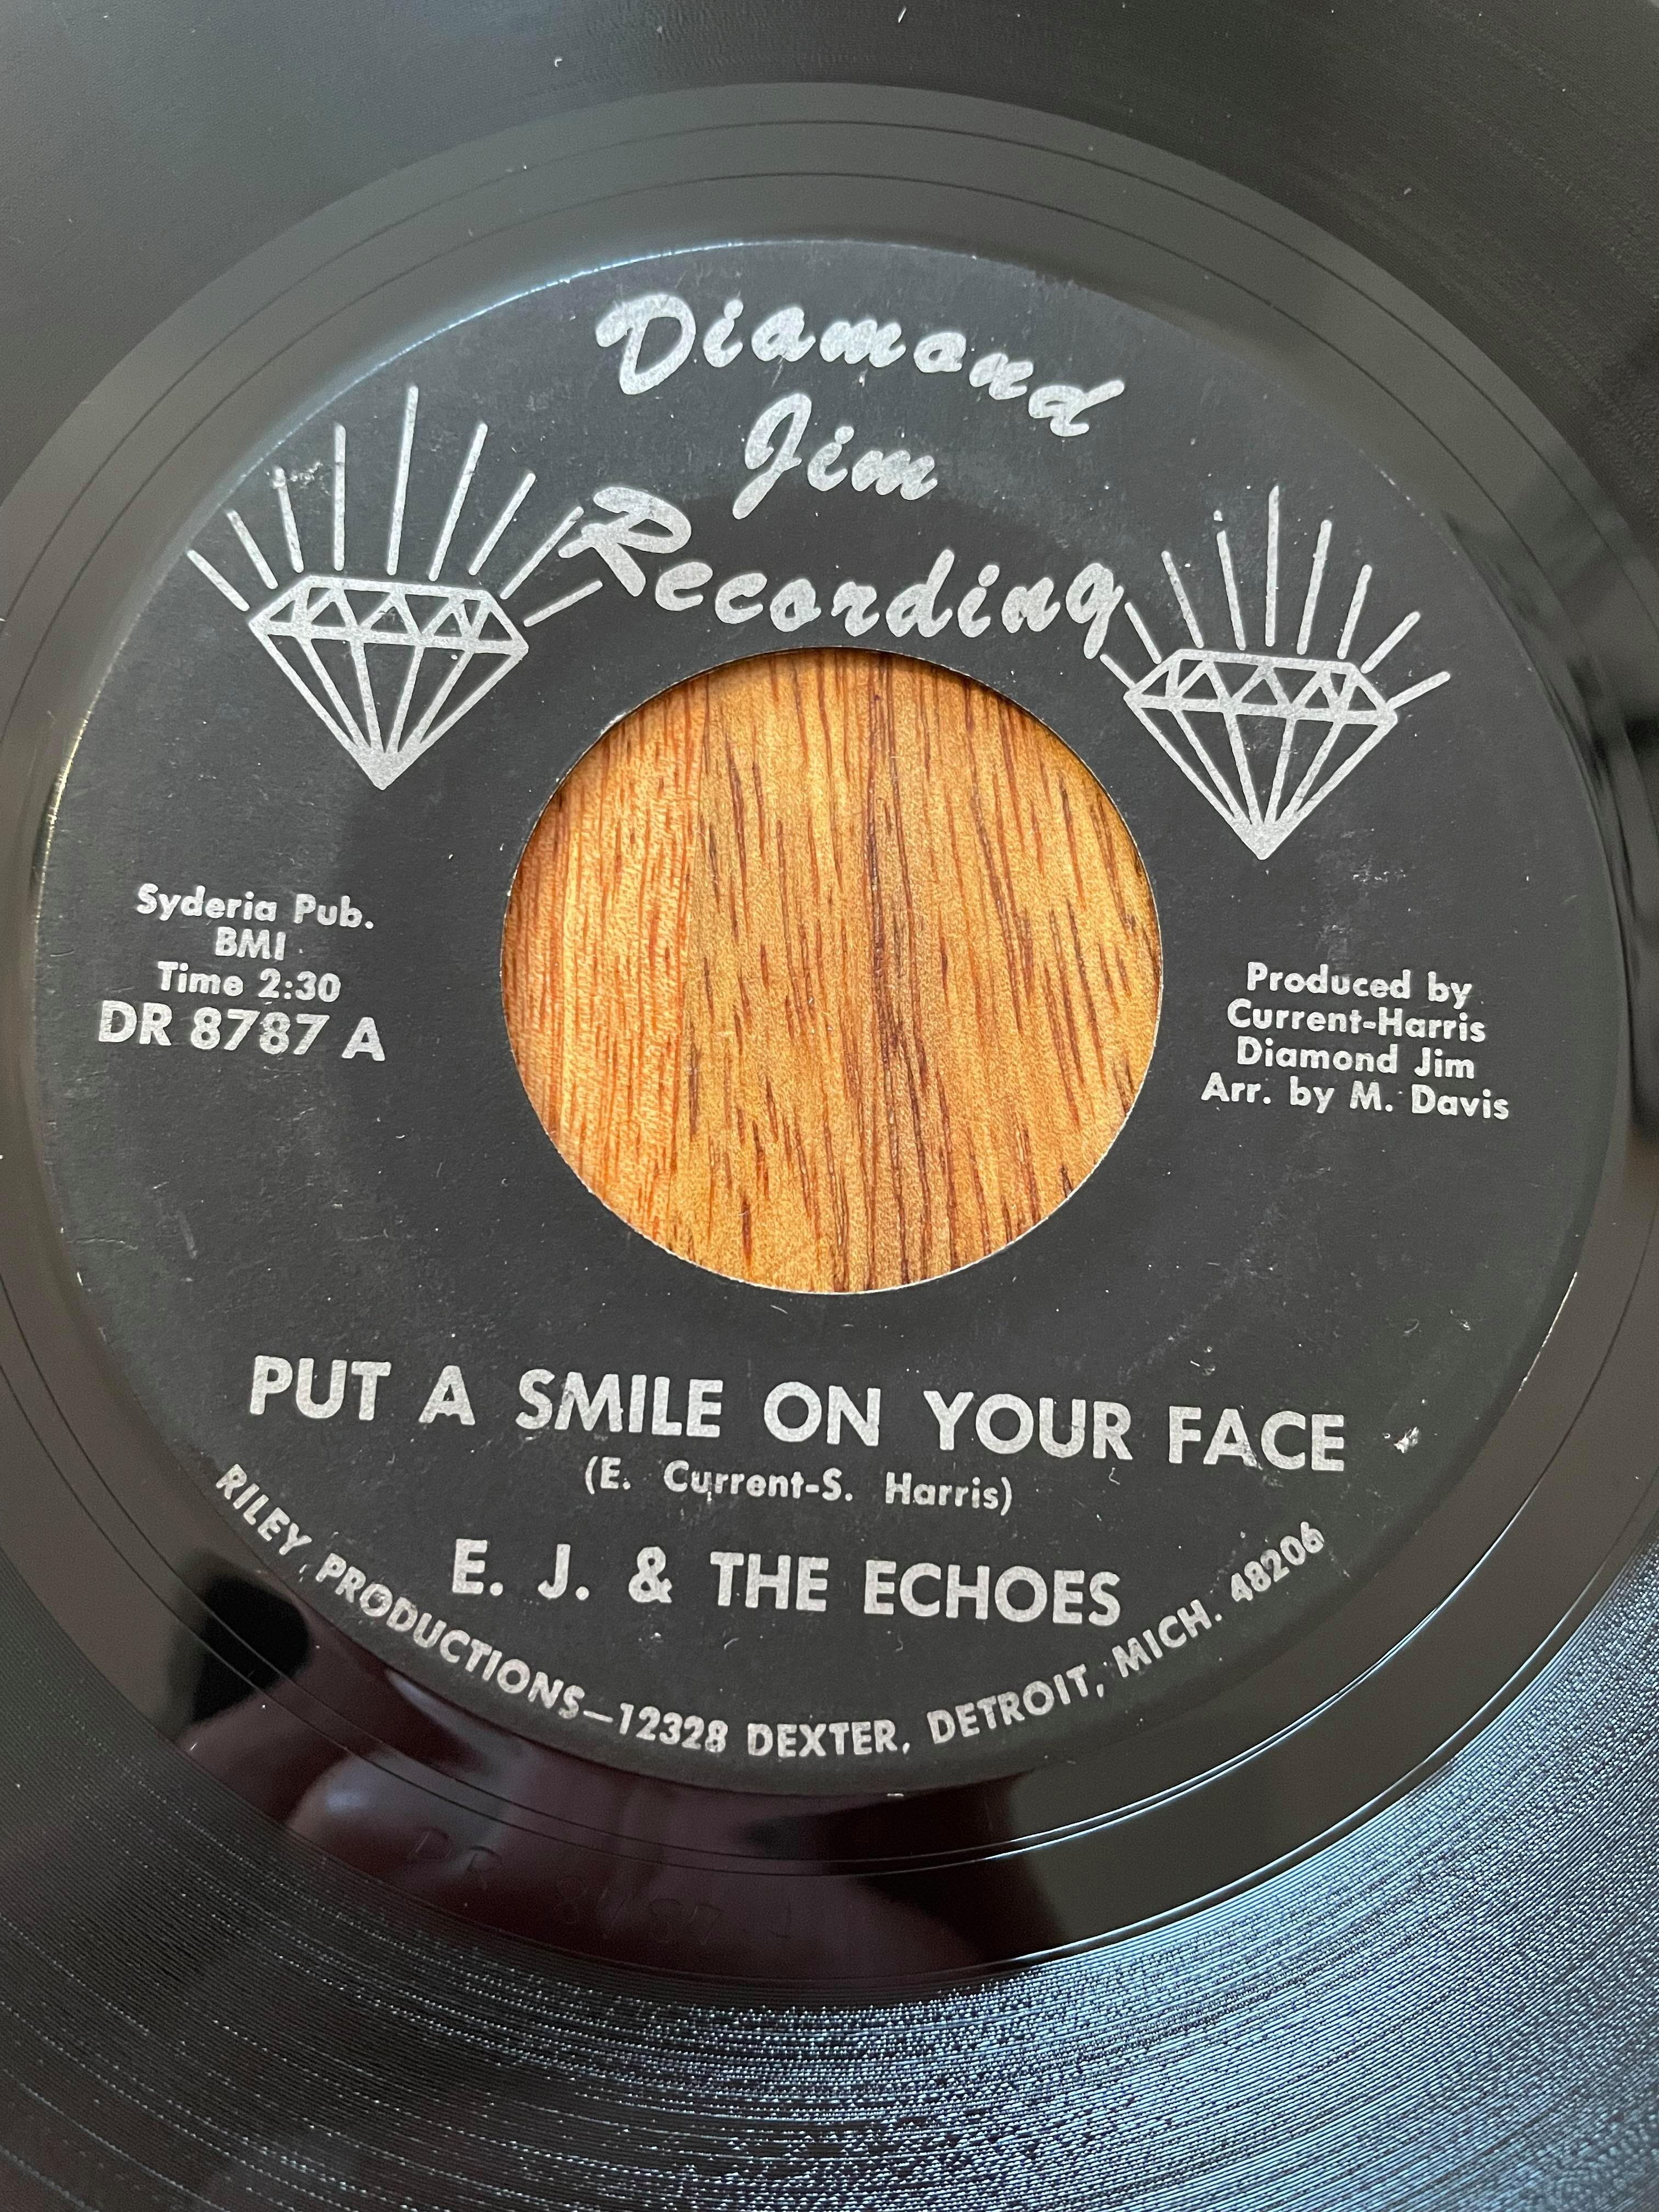 Diamond
Jim
Recording
Syderia Pub.
BMI
Time 2:30
DR 8787 A
Produced by
Current-Harris
Diamond Jim
Arr. by M. Davis
PUT A SMILE ON YOUR FACE
(E. Current-S. Harris)
E. J. & THE ECHOES
RILEY PRODUCTIONS—12328 DEXTER, DETROIT, MICH. 48206